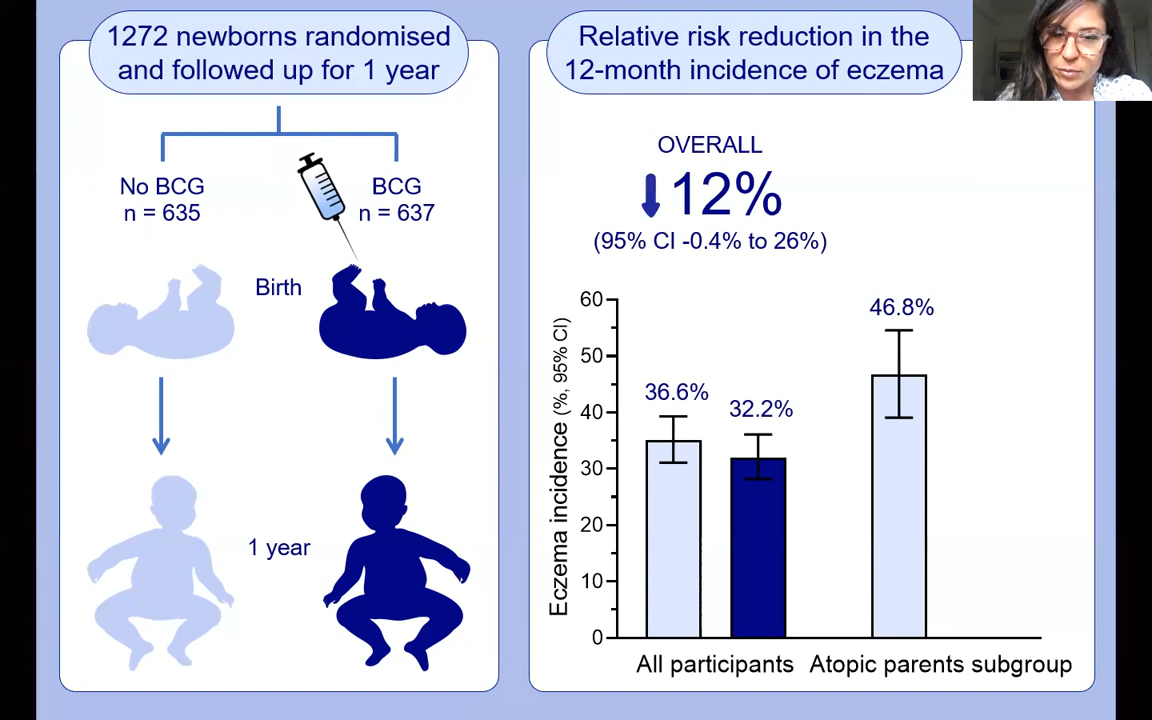 1272 newborns randomised
and followed up for 1 year
No BCG
n = 635
BCG
n = 637
Birth
1 year
Relative risk reduction in the
12-month incidence of eczema
OVERALL
12%
(95% CI -0.4% to 26%)
Eczema incidence (%, 95% CI)
60
50
40
30
20
10
0
36.6%
32.2%
46.8%
All participants
Atopic parents subgroup